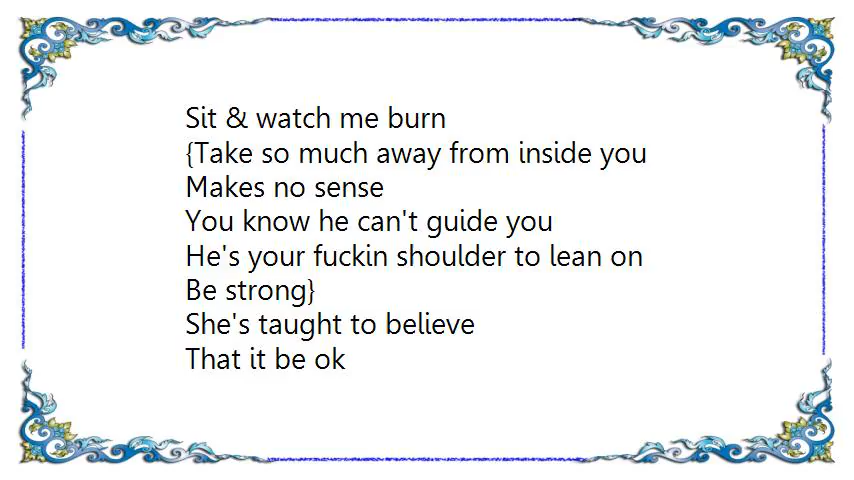 Sit & watch me burn
{Take so much away from inside you
Makes no sense
You know he can't guide you
He's your fuckin shoulder to lean on
Be strong}
She's taught to believe
That it be ok